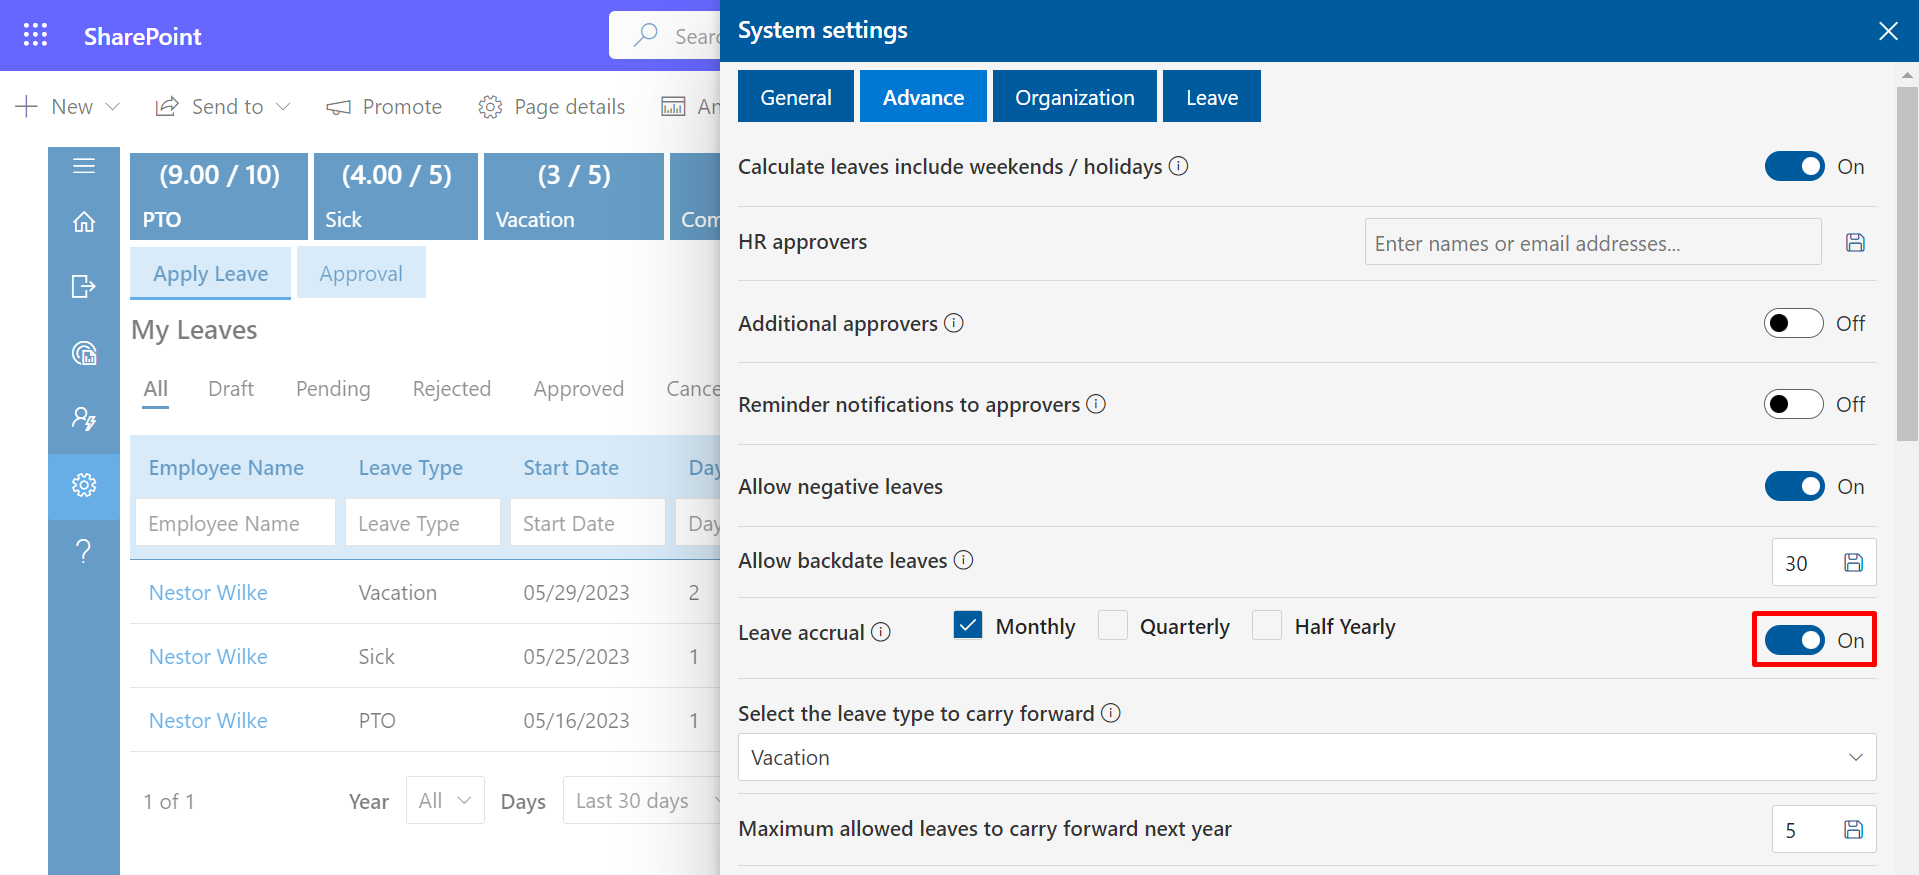 SharePoint
Sear
New
Send to
Promote
Page details
An
(9.00 / 10)
PTO
(4.00 / 5)
Sick
(3 / 5)
Vacation
Com
Apply Leave
Approval
My Leaves
All
Draft
Pending
Rejected
Approved
Cance
Employee Name
Leave Type
Start Date
Day
Employee Name
Leave Type
Start Date
Day
Nestor Wilke
Vacation
05/29/2023
2
Nestor Wilke
Sick
05/25/2023
1
Nestor Wilke
PTO
05/16/2023
1
1 of 1
Year
All
Days
Last 30 days
System settings
General
Advance
Organization
Leave
Calculate leaves include weekends / holidays
On
HR approvers
Enter names or email addresses...
Additional approvers
Off
Reminder notifications to approvers
Off
Allow negative leaves
On
Allow backdate leaves
30
Leave accrual
Monthly
Quarterly
Half Yearly
On
Select the leave type to carry forward
Vacation
Maximum allowed leaves to carry forward next year
5